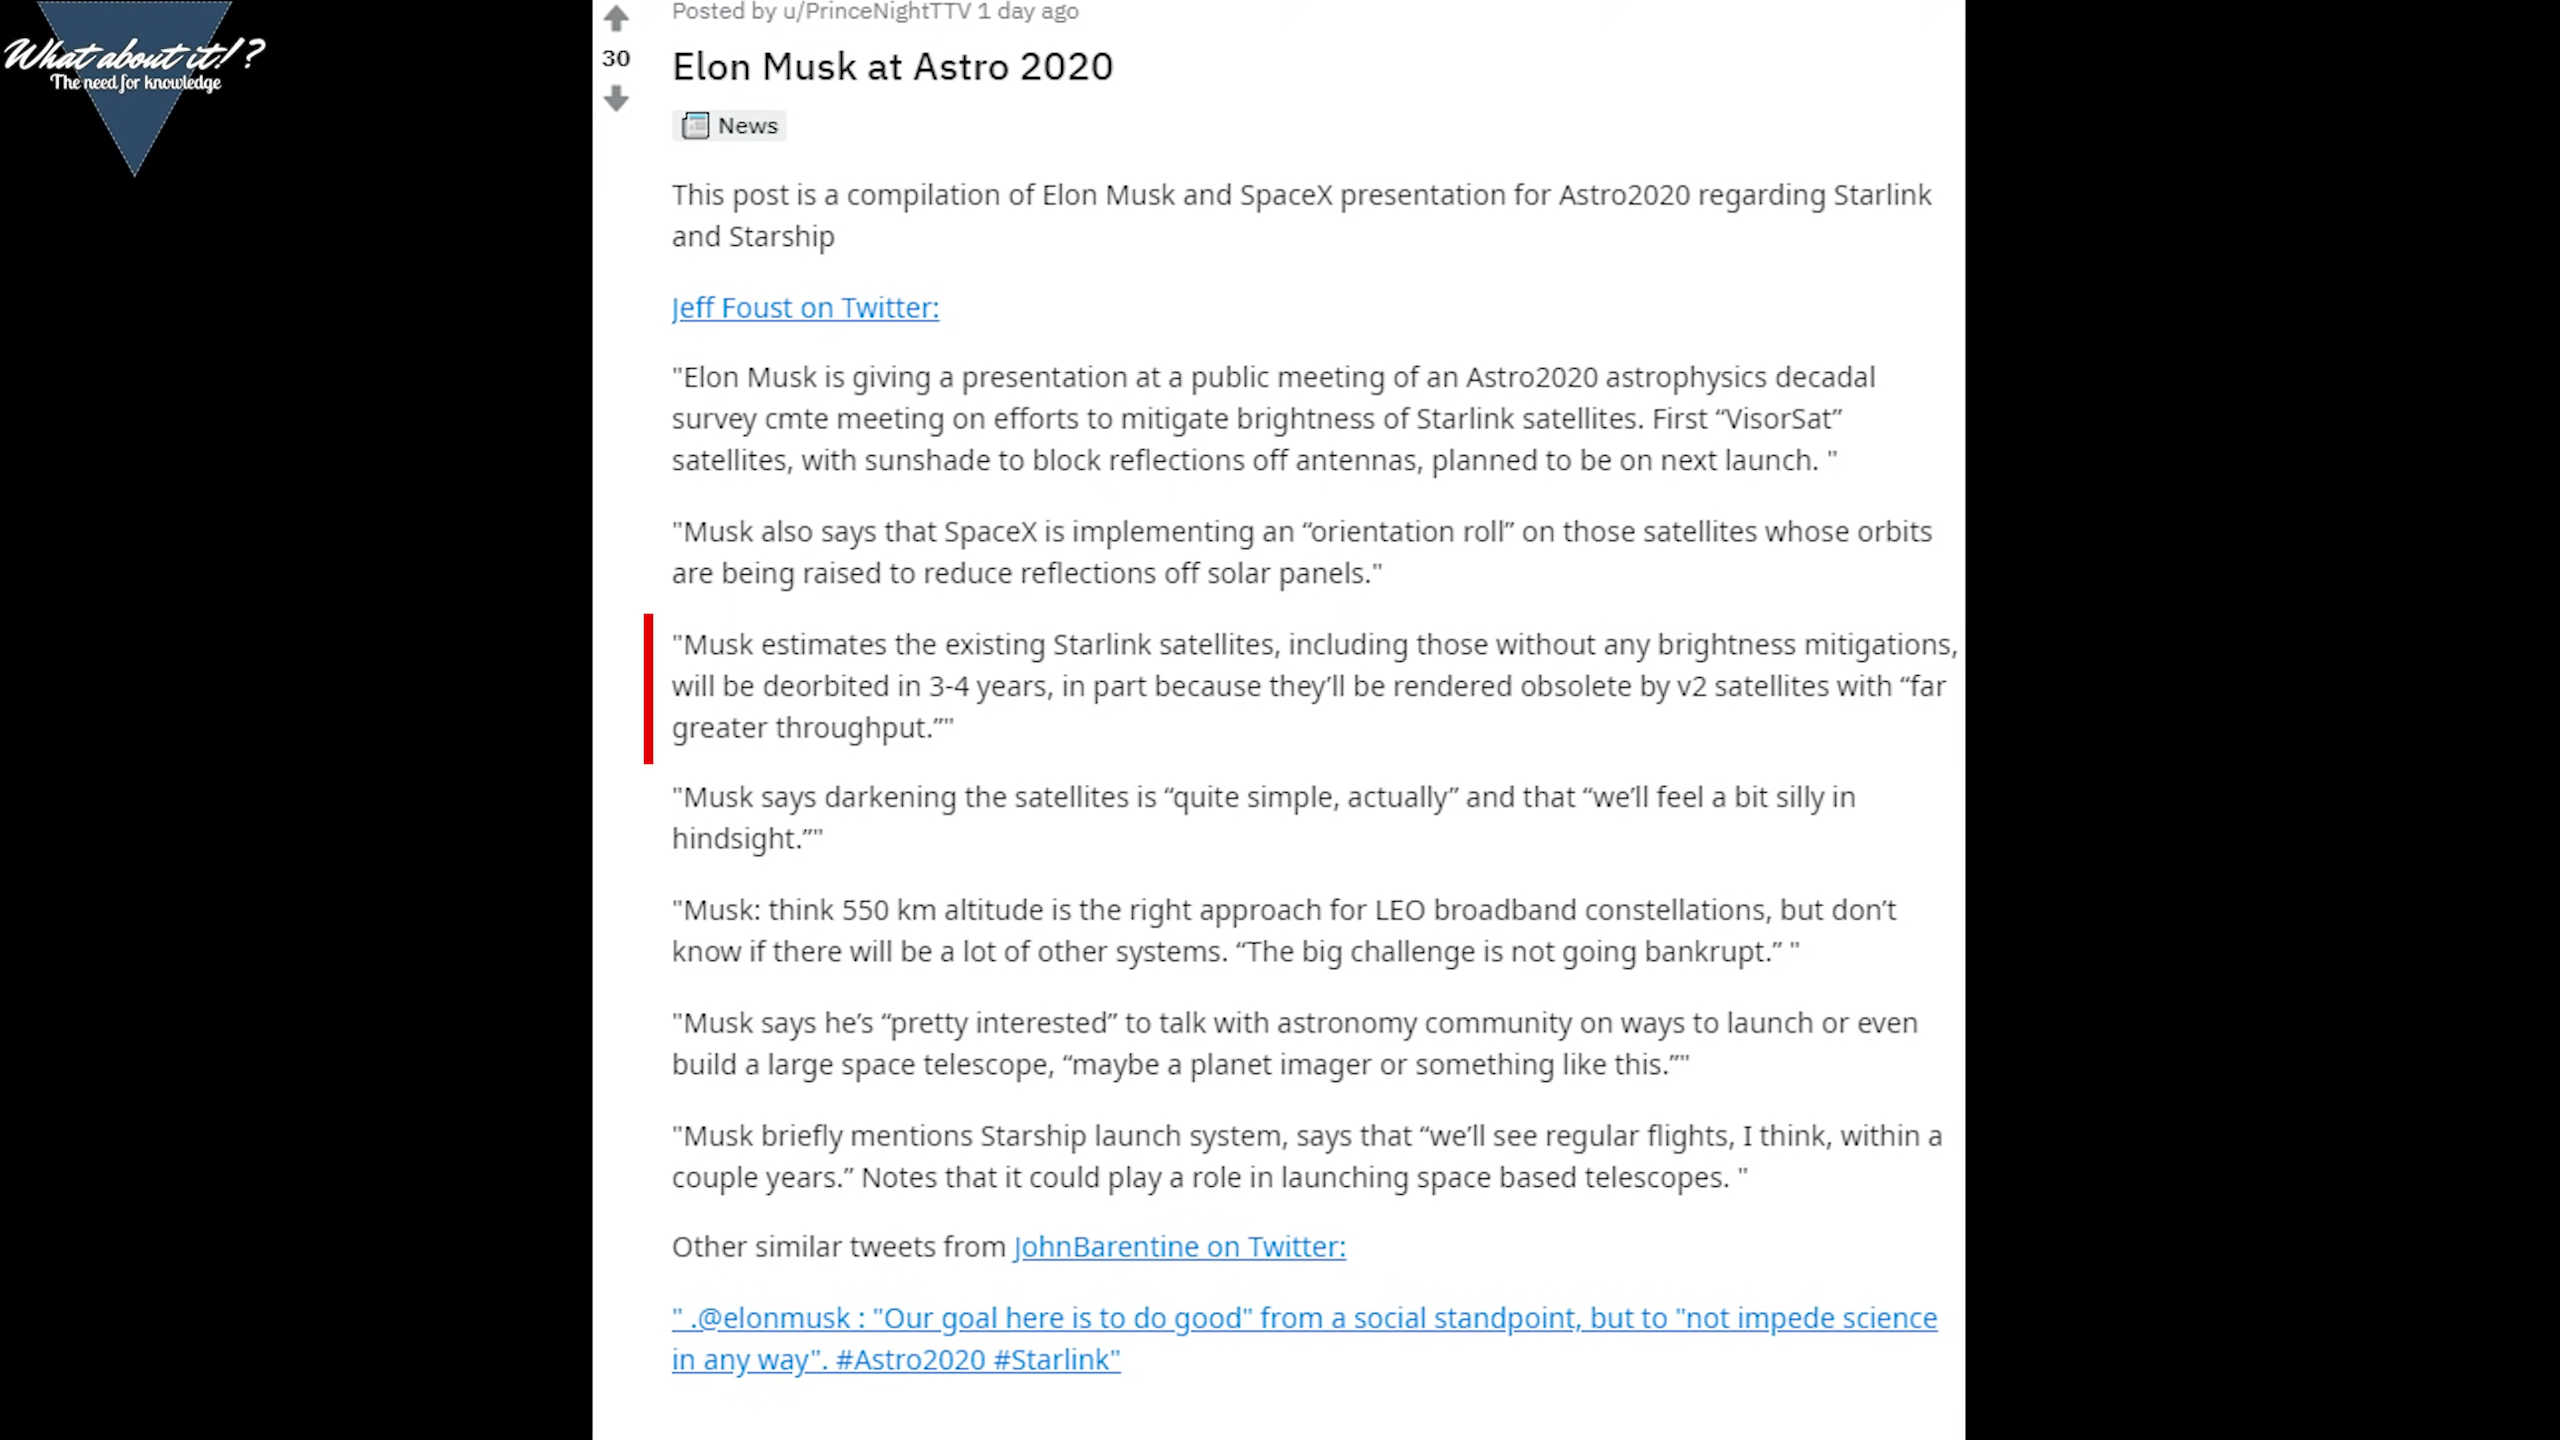 What about it!?
The need for knowledge
Posted by u/PrinceNightTTV 1 day ago
30
Elon Musk at Astro 2020
News
This post is a compilation of Elon Musk and SpaceX presentation for Astro2020 regarding Starlink
and Starship
Jeff Foust on Twitter:
"Elon Musk is giving a presentation at a public meeting of an Astro2020 astrophysics decadal
survey cmte meeting on efforts to mitigate brightness of Starlink satellites. First “VisorSat”
satellites, with sunshade to block reflections off antennas, planned to be on next launch. "
"Musk also says that SpaceX is implementing an “orientation roll” on those satellites whose orbits
are being raised to reduce reflections off solar panels."
"Musk estimates the existing Starlink satellites, including those without any brightness mitigations,
will be deorbited in 3-4 years, in part because they’ll be rendered obsolete by v2 satellites with “far
greater throughput.”"
"Musk says darkening the satellites is “quite simple, actually” and that “we’ll feel a bit silly in
hindsight.”"
"Musk: think 550 km altitude is the right approach for LEO broadband constellations, but don’t
know if there will be a lot of other systems. “The big challenge is not going bankrupt.” "
"Musk says he’s “pretty interested” to talk with astronomy community on ways to launch or even
build a large space telescope, “maybe a planet imager or something like this.”"
"Musk briefly mentions Starship launch system, says that “we’ll see regular flights, I think, within a
couple years.” Notes that it could play a role in launching space based telescopes. "
Other similar tweets from JohnBarentine on Twitter:
" .@elonmusk : "Our goal here is to do good" from a social standpoint, but to "not impede science
in any way". #Astro2020 #Starlink"